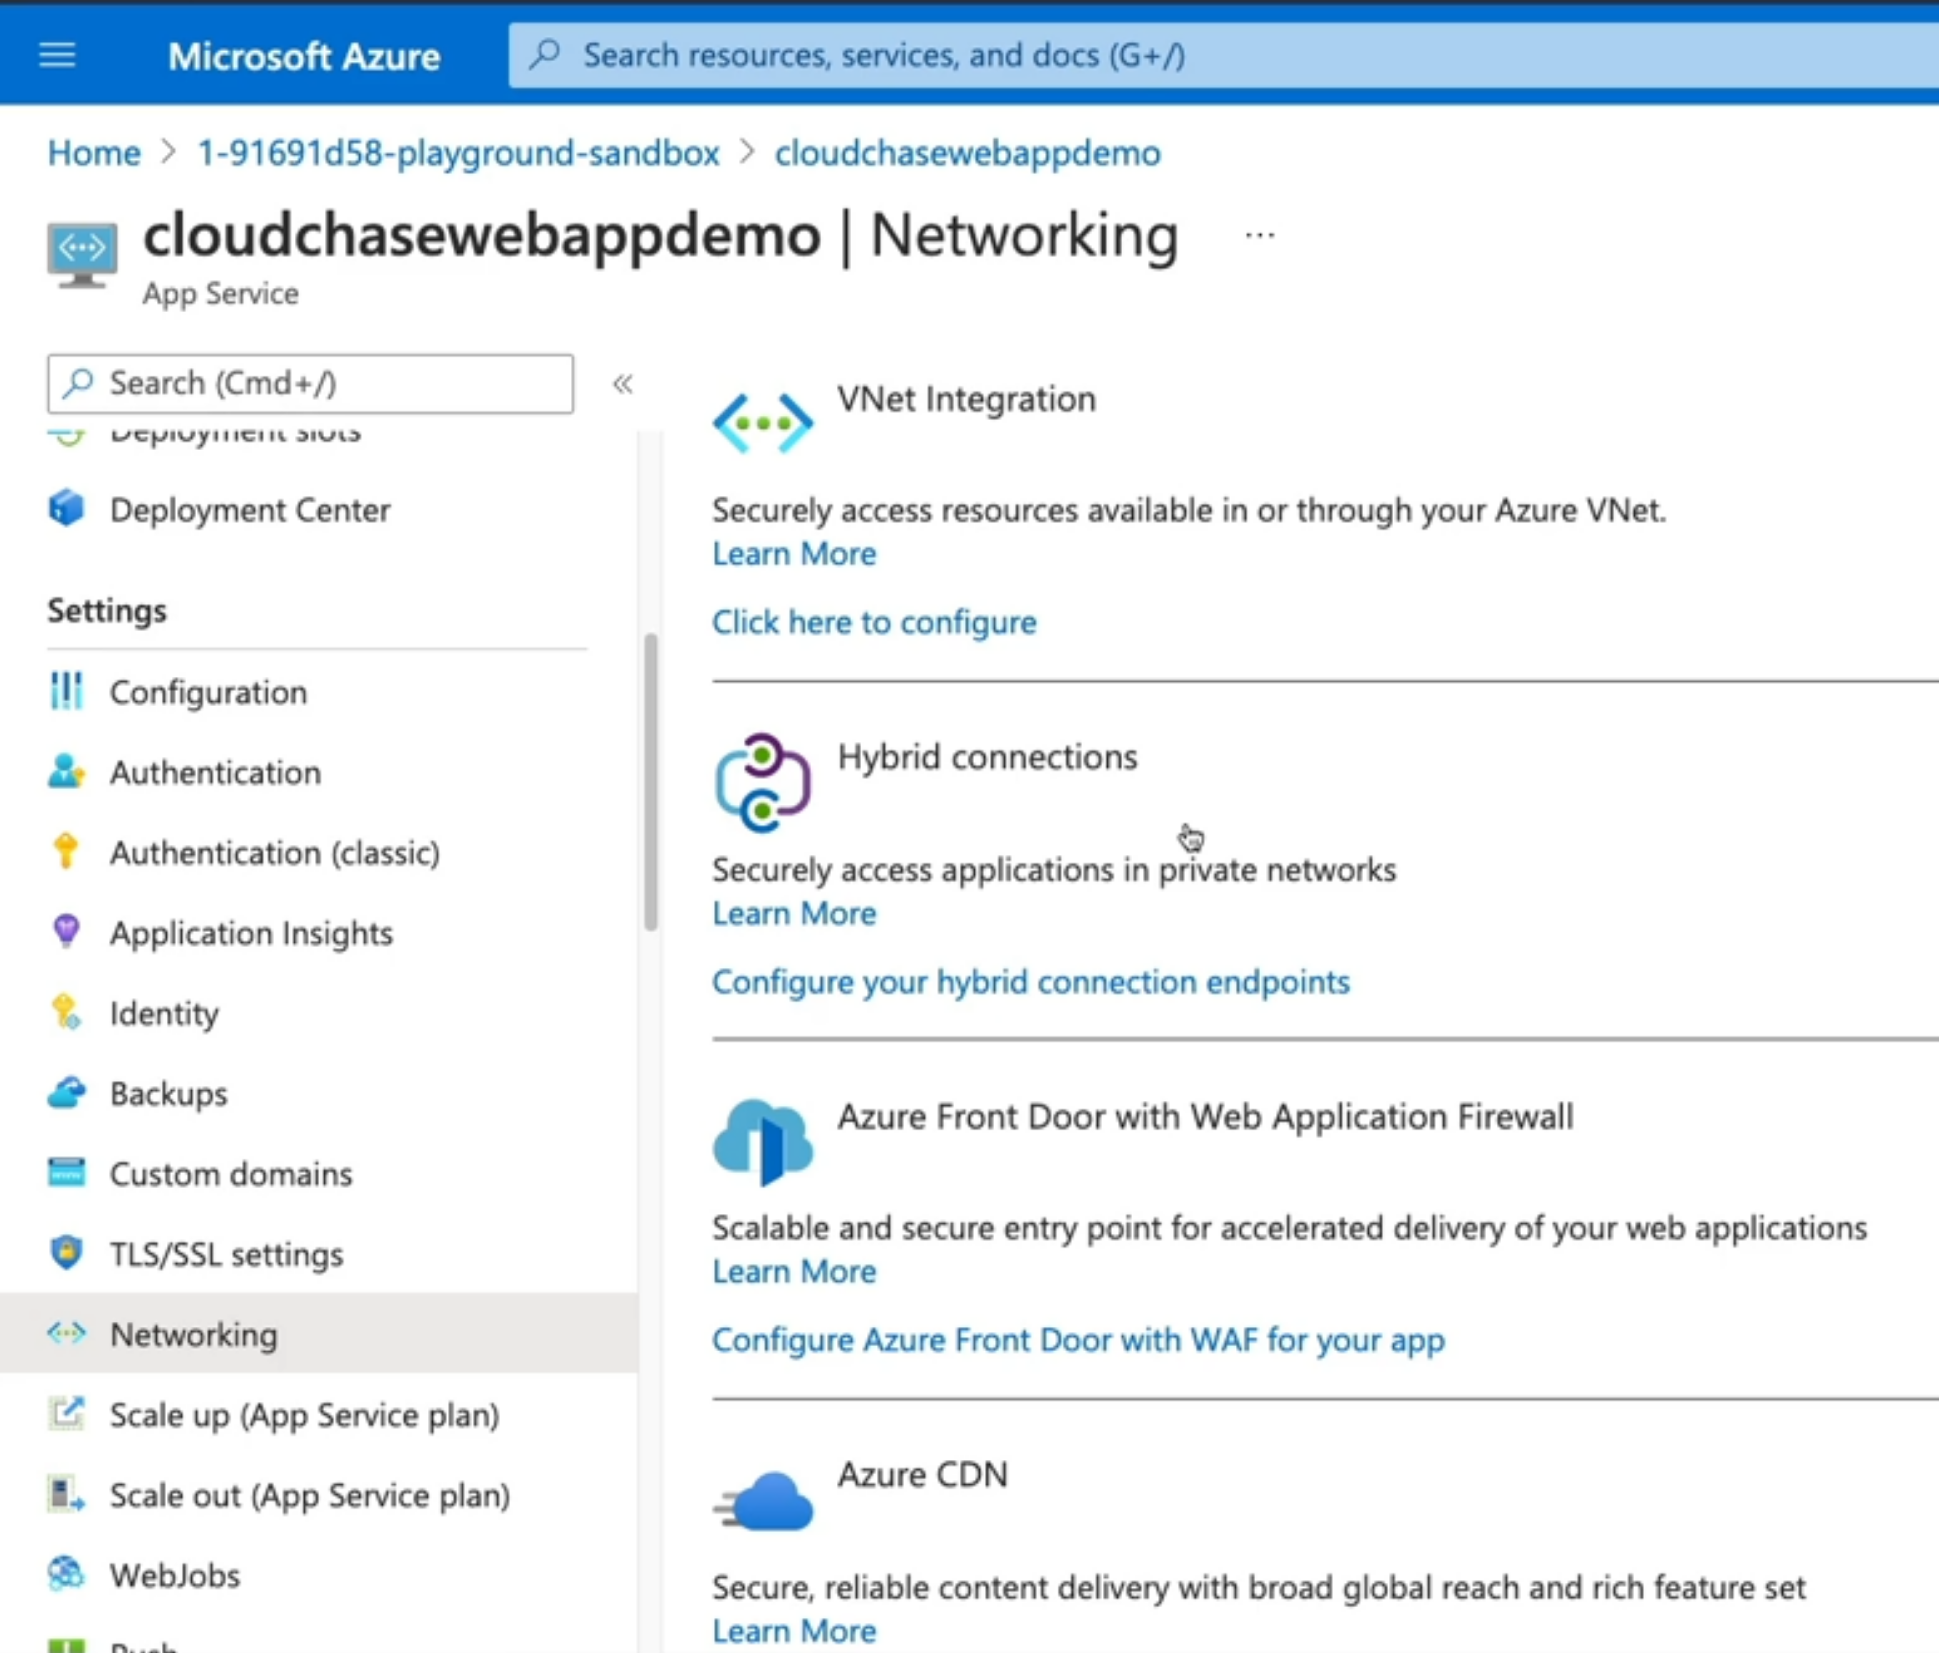 Microsoft Azure
Search resources, services, and docs (G+/)
Home > 1-91691d58-playground-sandbox > cloudchasewebappdemo
cloudchasewebappdemo | Networking ...
App Service
Search (Cmd+/)
«
Deployment slots
Deployment Center
Settings
Configuration
Authentication
Authentication (classic)
Application Insights
Identity
Backups
Custom domains
TLS/SSL settings
Networking
Scale up (App Service plan)
Scale out (App Service plan)
WebJobs
Push
VNet Integration
Securely access resources available in or through your Azure VNet.
Learn More
Click here to configure
Hybrid connections
Securely access applications in private networks
Learn More
Configure your hybrid connection endpoints
Azure Front Door with Web Application Firewall
Scalable and secure entry point for accelerated delivery of your web applications
Learn More
Configure Azure Front Door with WAF for your app
Azure CDN
Secure, reliable content delivery with broad global reach and rich feature set
Learn More